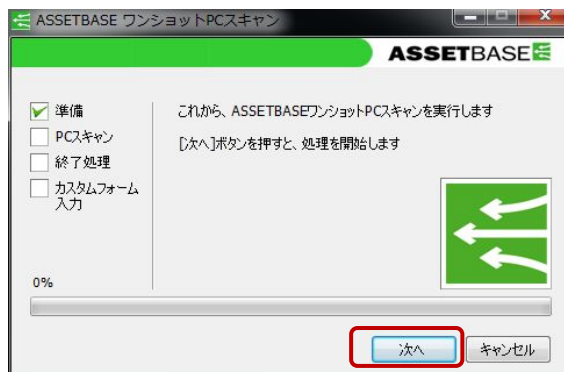 ASSETBASE ワンショットPCスキャン
ASSETBASE
準備
PCスキャン
終了処理
カスタムフォーム
入力
これから、ASSETBASEワンショットPCスキャンを実行します
[次へ]ボタンを押すと、処理を開始します
0%
次へ
キャンセル